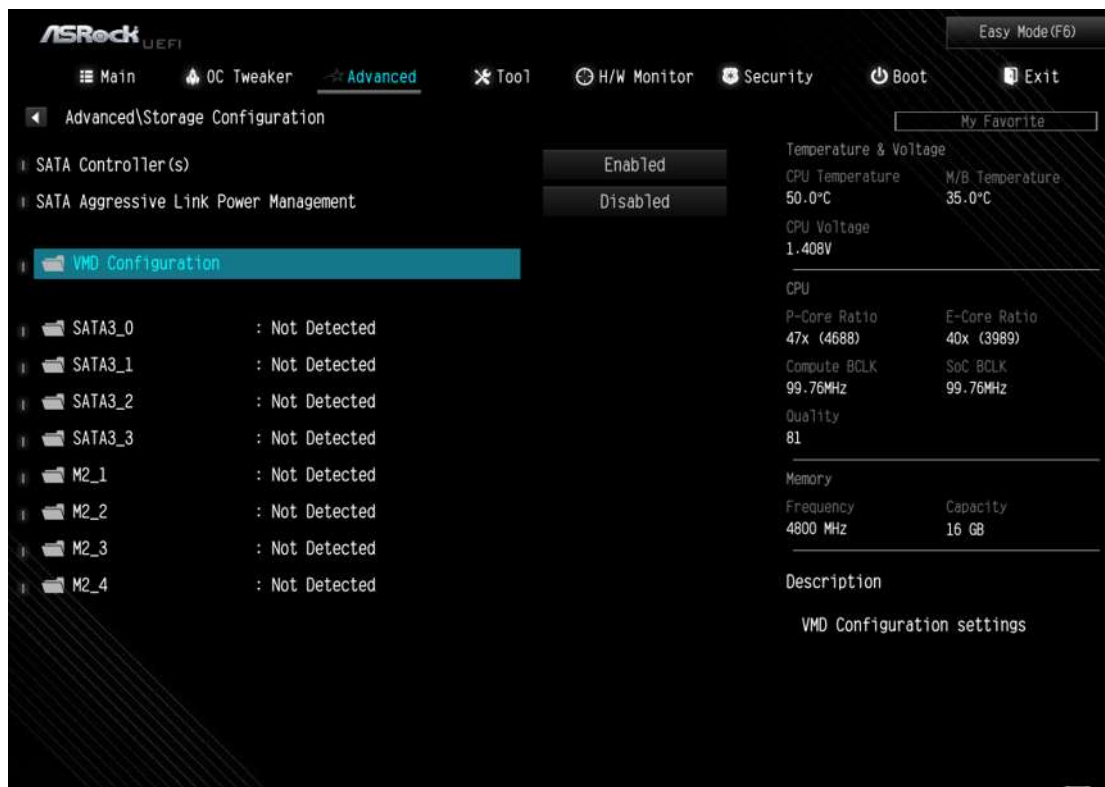 ASRock UEFI
Easy Mode(F6)
Main OC Tweaker Advanced Tool H/W Monitor Security Boot Exit
Advanced\Storage Configuration
My Favorite
SATA Controller(s) Enabled
SATA Aggressive Link Power Management Disabled
VMD Configuration
SATA3_0 : Not Detected
SATA3_1 : Not Detected
SATA3_2 : Not Detected
SATA3_3 : Not Detected
M2_1 : Not Detected
M2_2 : Not Detected
M2_3 : Not Detected
M2_4 : Not Detected
Temperature & Voltage
CPU Temperature M/B Temperature
50.0°C 35.0°C
CPU Voltage
1.408V
CPU
P-Core Ratio E-Core Ratio
47x (4688) 40x (3989)
Compute BCLK SoC BCLK
99.76MHz 99.76MHz
Quality
81
Memory
Frequency Capacity
4800 MHz 16 GB
Description
VMD Configuration settings